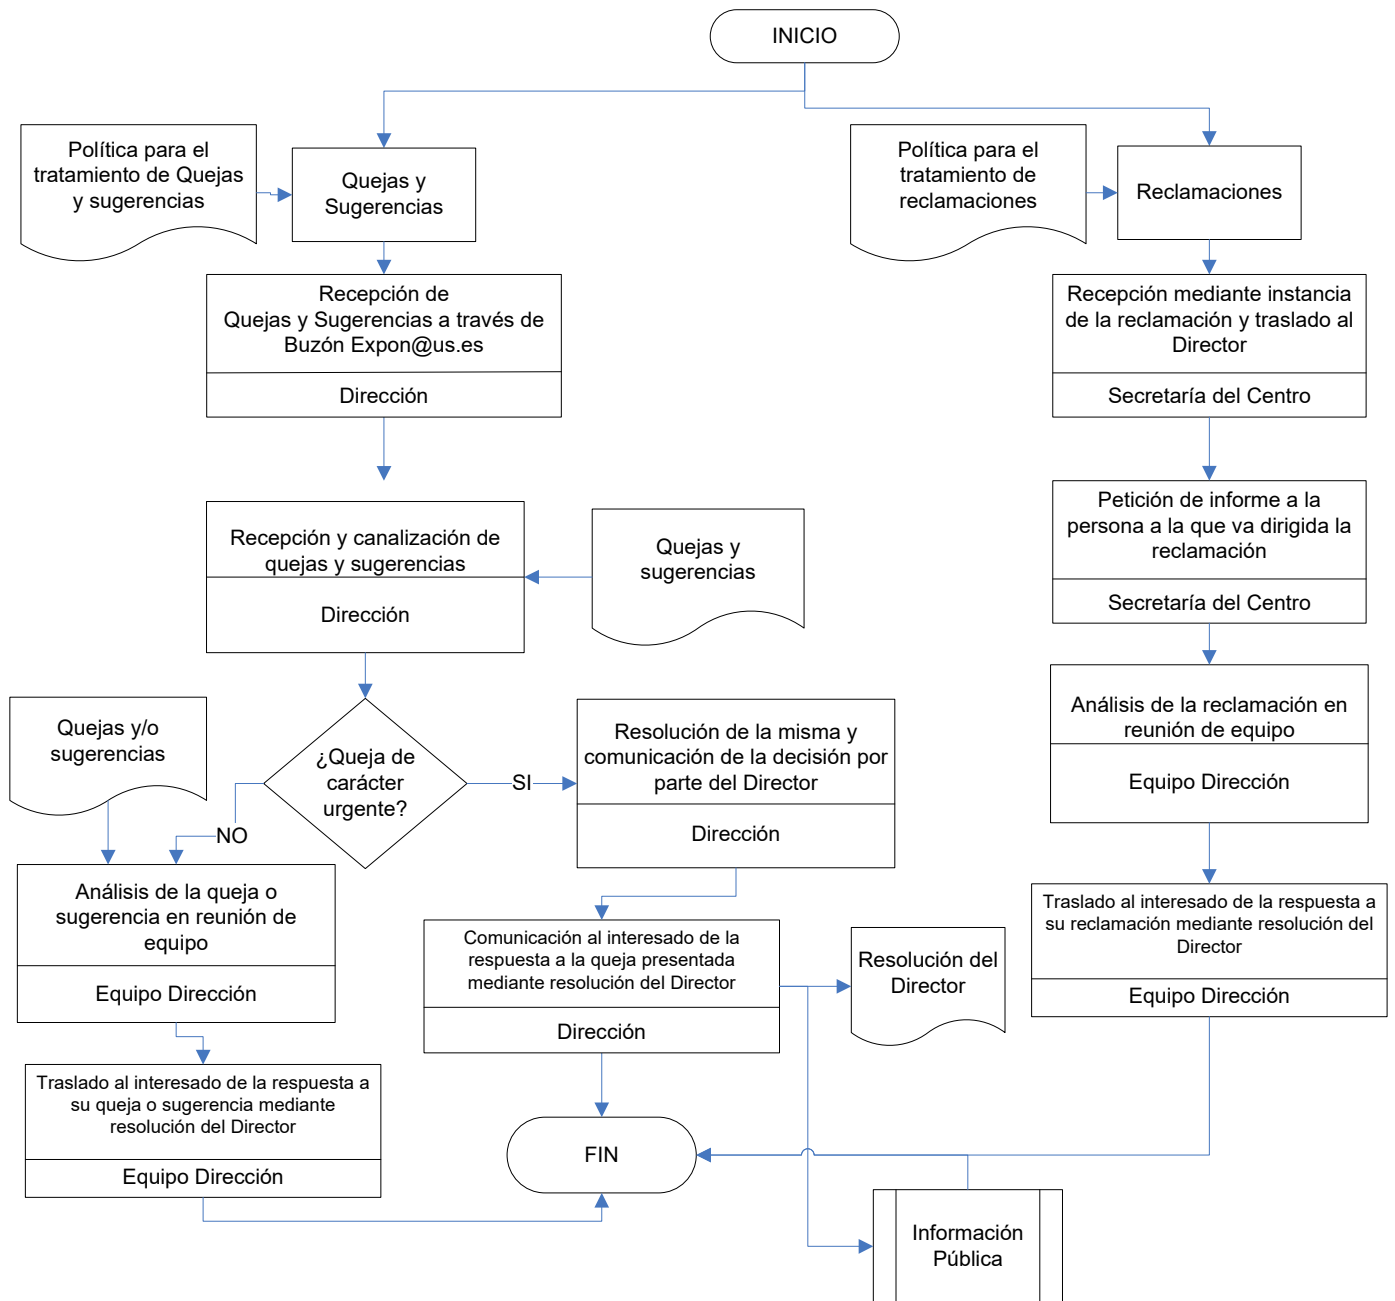 INICIO
Política para el
tratamiento de Quejas
y sugerencias
Quejas y
Sugerencias
Política para el
tratamiento de
reclamaciones
Reclamaciones
Recepción de
Quejas y Sugerencias a través de
Buzón Expon@us.es
Dirección
Recepción mediante instancia
de la reclamación y traslado al
Director
Secretaría del Centro
Recepción y canalización de
quejas y sugerencias
Dirección
Quejas y
sugerencias
Petición de informe a la
persona a la que va dirigida la
reclamación
Secretaría del Centro
Quejas y/o
sugerencias
¿Queja de
carácter
urgente?
SI
NO
Resolución de la misma y
comunicación de la decisión por
parte del Director
Dirección
Análisis de la reclamación en
reunión de equipo
Equipo Dirección
Análisis de la queja o
sugerencia en reunión de
equipo
Equipo Dirección
Comunicación al interesado de la
respuesta a la queja presentada
mediante resolución del Director
Dirección
Resolución del
Director
Traslado al interesado de la respuesta a
su reclamación mediante resolución del
Director
Equipo Dirección
Traslado al interesado de la respuesta a
su queja o sugerencia mediante
resolución del Director
Equipo Dirección
FIN
Información
Pública